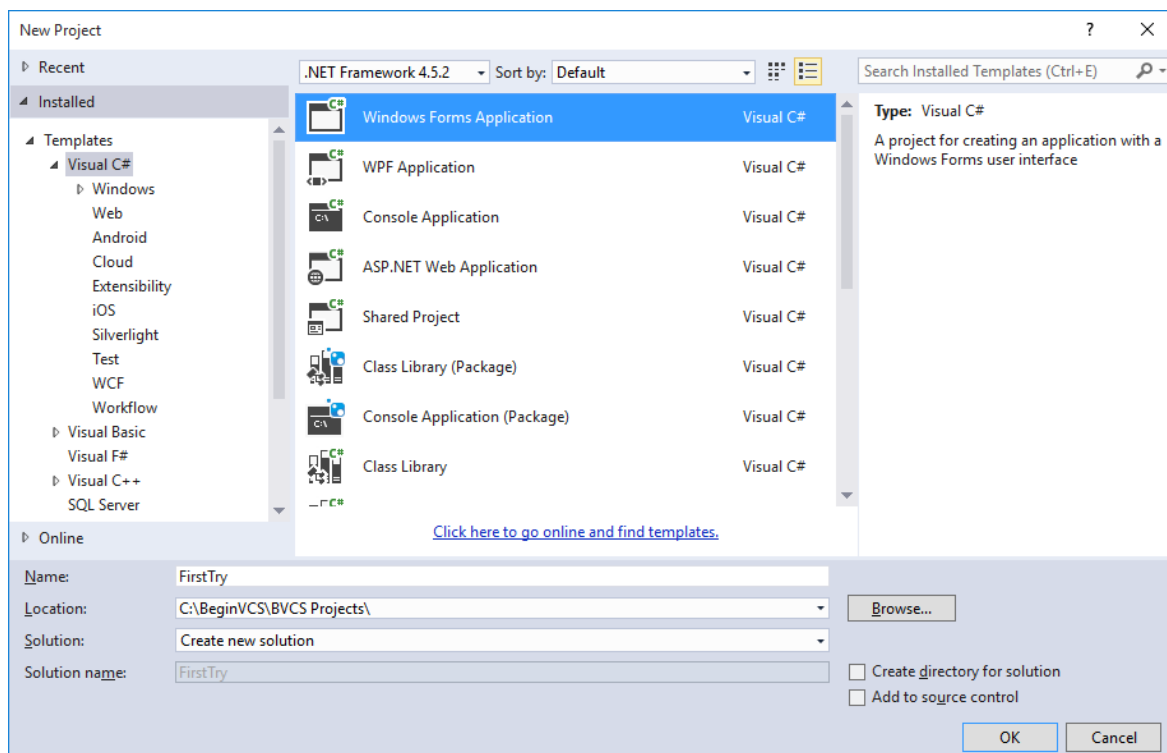 New Project
?
Recent
.NET Framework 4.5.2
Sort by:
Default
Search Installed Templates (Ctrl+E)
Installed
Templates
Visual C#
Windows
Web
Android
Cloud
Extensibility
iOS
Silverlight
Test
WCF
Workflow
Visual Basic
Visual F#
Visual C++
SQL Server
Online
Windows Forms Application Visual C#
WPF Application Visual C#
Console Application Visual C#
ASP.NET Web Application Visual C#
Shared Project Visual C#
Class Library (Package) Visual C#
Console Application (Package) Visual C#
Class Library Visual C#
Click here to go online and find templates.
Type: Visual C#
A project for creating an application with a
Windows Forms user interface
Name: FirstTry
Location: C:\BeginVCS\BVCS Projects\
Browse...
Solution: Create new solution
Solution name: FirstTry
Create directory for solution
Add to source control
OK
Cancel